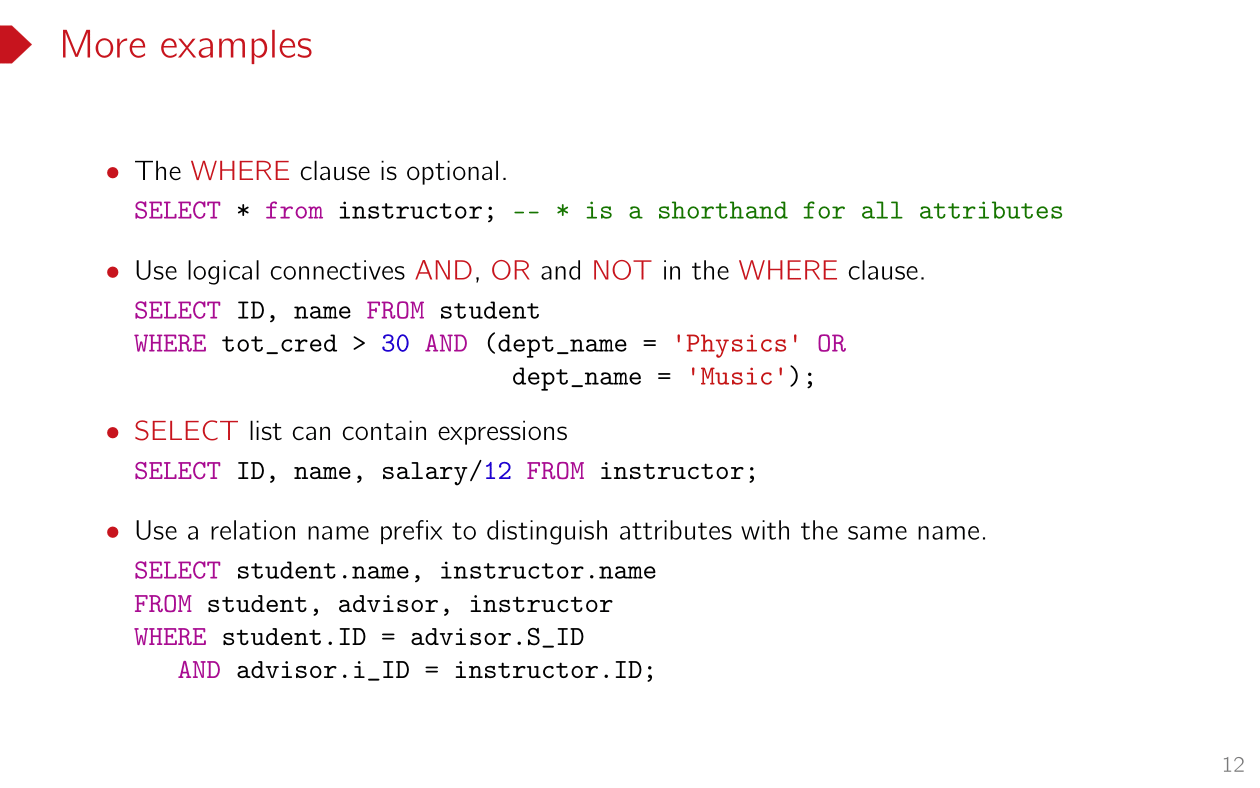 More examples
• The WHERE clause is optional.
SELECT * from instructor; -- * is a shorthand for all attributes
• Use logical connectives AND, OR and NOT in the WHERE clause.
SELECT ID, name FROM student
WHERE tot_cred > 30 AND (dept_name = 'Physics' OR
dept_name = 'Music');
• SELECT list can contain expressions
SELECT ID, name, salary/12 FROM instructor;
• Use a relation name prefix to distinguish attributes with the same name.
SELECT student.name, instructor.name
FROM student, advisor, instructor
WHERE student.ID = advisor.S_ID
AND advisor.i_ID = instructor.ID;
12